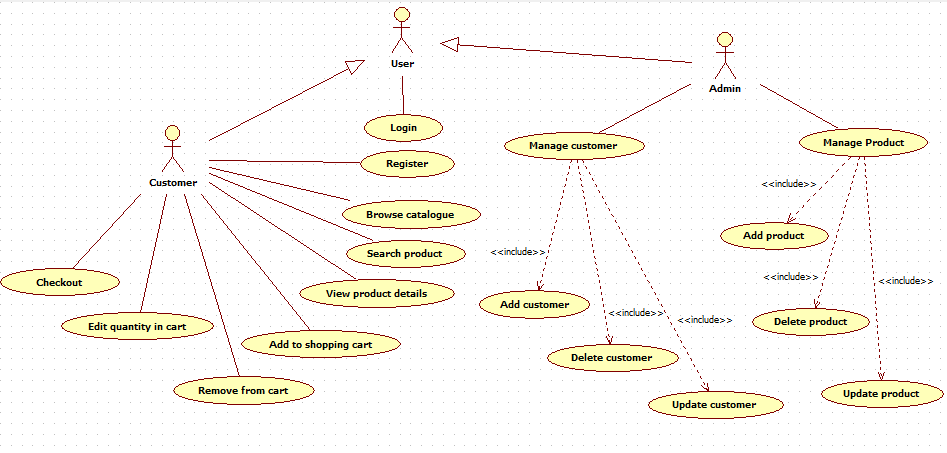 User
Admin
Login
Customer
Register
Manage customer
Manage Product
<<include>>
Browse catalogue
Add product
Search product
<<include>>
<<include>>
<<include>>
Checkout
View product details
Add customer
<<include>>
<<include>>
Delete product
Edit quantity in cart
Add to shopping cart
Delete customer
Remove from cart
Update product
Update customer